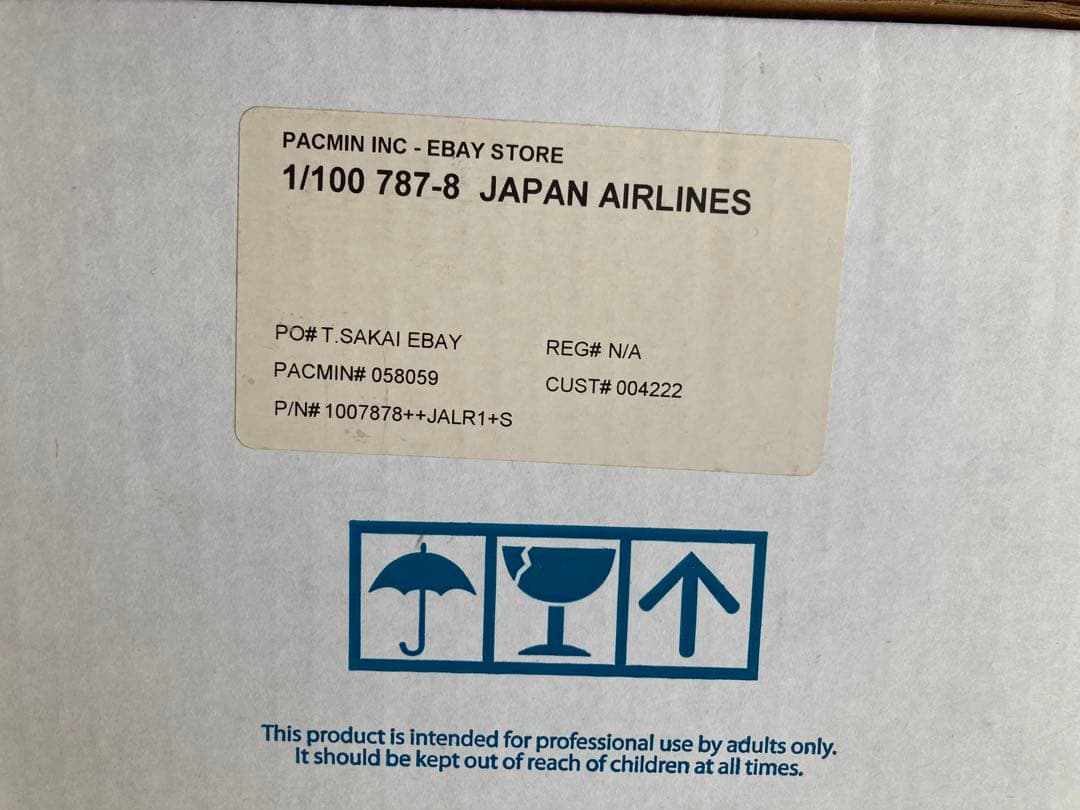 PACMIN INC - EBAY STORE
1/100 787-8 JAPAN AIRLINES
PO# T.SAKAI EBAY
REG# N/A
PACMIN# 058059
CUST# 004222
P/N# 1007878++JALR1+S
This product is intended for professional use by adults only.
It should be kept out of reach of children at all times.